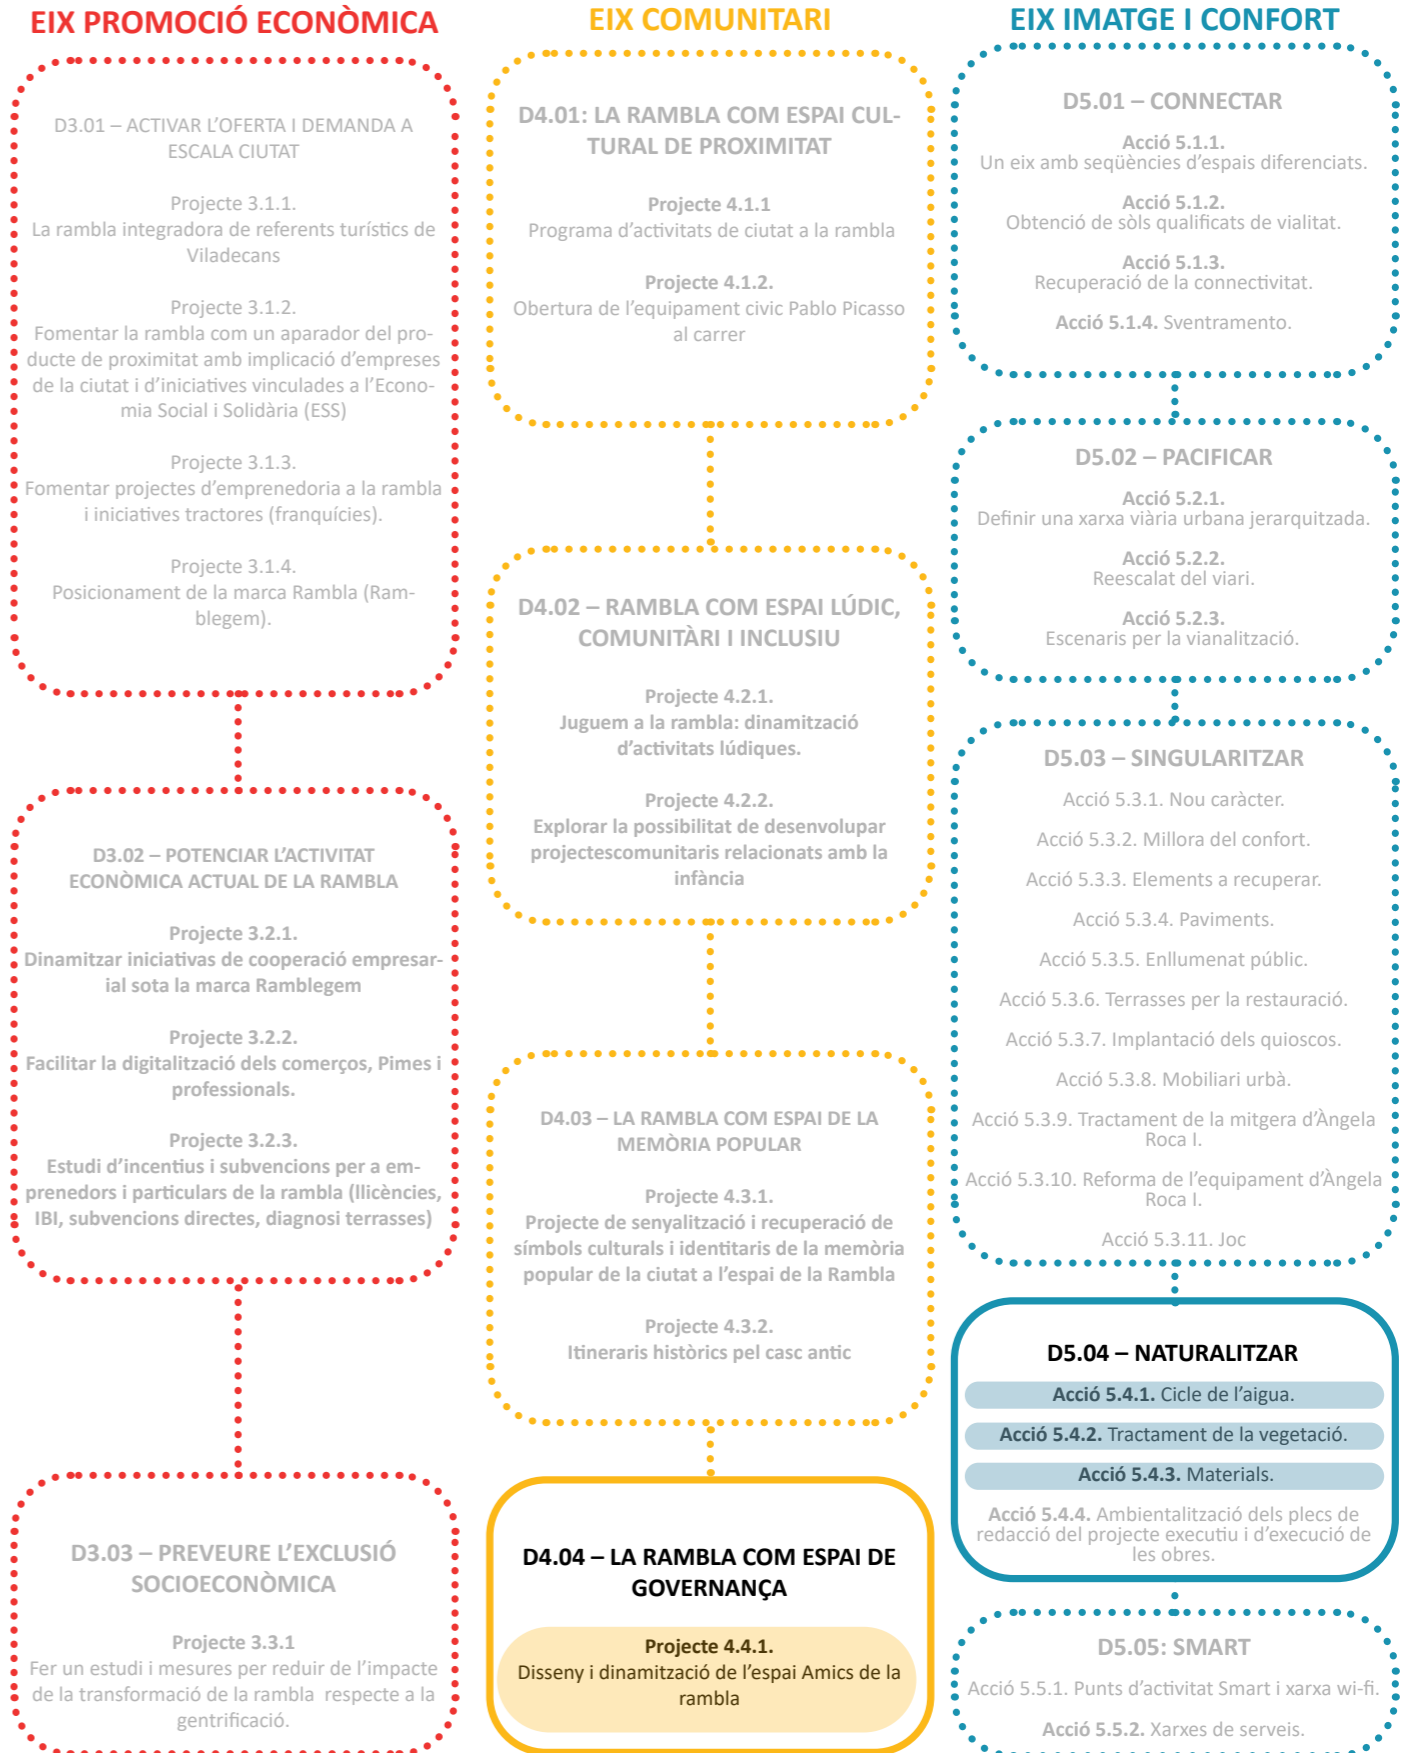 EIX PROMOCIÓ ECONÒMICA
D3.01 – ACTIVAR L'OFERTA I DEMANDA A
ESCALA CIUTAT
Projecte 3.1.1.
La rambla integradora de referents turístics de
Viladecans
Projecte 3.1.2.
Fomentar la rambla com un aparador del pro-
ducte de proximitat amb implicació d'empreses
de la ciutat i d'iniciatives vinculades a l'Econo-
mia Social i Solidària (ESS)
Projecte 3.1.3.
Fomentar projectes d'emprenedoria a la rambla
i iniciatives tractores (franquícies).
Projecte 3.1.4.
Posicionament de la marca Rambla (Ram-
blegem).
D3.02 – POTENCIAR L'ACTIVITAT
ECONÒMICA ACTUAL DE LA RAMBLA
Projecte 3.2.1.
Dinamitzar iniciativas de cooperació empresar-
ial sota la marca Ramblegem
Projecte 3.2.2.
Facilitar la digitalització dels comerços, Pimes i
professionals.
Projecte 3.2.3.
Estudi d'incentius i subvencions per a em-
prenedors i particulars de la rambla (llicències,
IBI, subvencions directes, diagnosi terrasses)
D3.03 – PREVEURE L'EXCLUSIÓ
SOCIOECONÒMICA
Projecte 3.3.1
Fer un estudi i mesures per reduir de l'impacte
de la transformació de la rambla respecte a la
gentrificació.
EIX COMUNITARI
D4.01: LA RAMBLA COM ESPAI CUL-
TURAL DE PROXIMITAT
Projecte 4.1.1
Programa d'activitats de ciutat a la rambla
Projecte 4.1.2.
Obertura de l'equipament civic Pablo Picasso
al carrer
D4.02 – RAMBLA COM ESPAI LÚDIC,
COMUNITÀRI I INCLUSIU
Projecte 4.2.1.
Juguem a la rambla: dinamització
d'activitats lúdiques.
Projecte 4.2.2.
Explorar la possibilitat de desenvolupar
projectescomunitaris relacionats amb la
infància
D4.03 – LA RAMBLA COM ESPAI DE LA
MEMÒRIA POPULAR
Projecte 4.3.1.
Projecte de senyalització i recuperació de
símbols culturals i identitaris de la memòria
popular de la ciutat a l'espai de la Rambla
Projecte 4.3.2.
Itineraris històrics pel casc antic
D4.04 – LA RAMBLA COM ESPAI DE
GOVERNANÇA
Projecte 4.4.1.
Disseny i dinamització de l'espai Amics de la
rambla
EIX IMATGE I CONFORT
D5.01 – CONNECTAR
Acció 5.1.1.
Un eix amb seqüències d'espais diferenciats.
Acció 5.1.2.
Obtenció de sòls qualificats de vialitat.
Acció 5.1.3.
Recuperació de la connectivitat.
Acció 5.1.4. Sventramento.
D5.02 – PACIFICAR
Acció 5.2.1.
Definir una xarxa viària urbana jerarquitzada.
Acció 5.2.2.
Reescalat del viari.
Acció 5.2.3.
Escenaris per la vianalització.
D5.03 – SINGULARITZAR
Acció 5.3.1. Nou caràcter.
Acció 5.3.2. Millora del confort.
Acció 5.3.3. Elements a recuperar.
Acció 5.3.4. Paviments.
Acció 5.3.5. Enllumenat públic.
Acció 5.3.6. Terrasses per la restauració.
Acció 5.3.7. Implantació dels quioscos.
Acció 5.3.8. Mobiliari urbà.
Acció 5.3.9. Tractament de la mitgera d'Àngela
Roca I.
Acció 5.3.10. Reforma de l'equipament d'Àngela
Roca I.
Acció 5.3.11. Joc
D5.04 – NATURALITZAR
Acció 5.4.1. Cicle de l'aigua.
Acció 5.4.2. Tractament de la vegetació.
Acció 5.4.3. Materials.
Acció 5.4.4. Ambientalització dels plecs de
redacció del projecte executiu i d'execució de
les obres.
D5.05: SMART
Acció 5.5.1. Punts d'activitat Smart i xarxa wi-fi.
Acció 5.5.2. Xarxes de serveis.